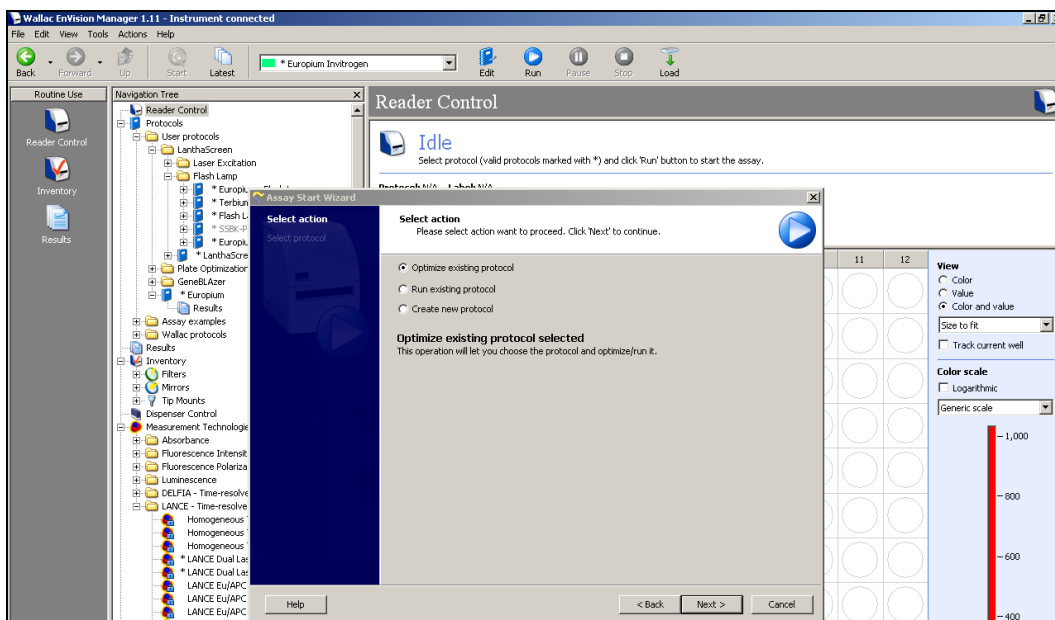 Wallac EnVision Manager 1.11 - Instrument connected
File Edit View Tools Actions Help
Back Forward Up Start Latest * Europium Invitrogen Edit Run Pause Stop Load
Routine Use
Reader Control
Inventory
Results
Navigation Tree
Reader Control
Protocols
User protocols
LanthaScreen
Laser Excitation
Flash Lamp
* Europiu
* Terbiun
* Flash L
* SSBK-P
* Europiu
* LanthaScre
Plate Optimization
GeneBLAzer
* Europium
Results
Assay examples
Wallac protocols
Results
Inventory
Filters
Mirrors
Tip Mounts
Dispenser Control
Measurement Technologie
Absorbance
Fluorescence Intensit
Fluorescence Polariza
Luminescence
DELFIA - Time-resolve
LANCE - Time-resolve
Homogeneous
Homogeneous
Homogeneous
* LANCE Dual Las
* LANCE Dual Las
LANCE Eu/APC
LANCE Eu/APC
LANCE Eu/APC
Reader Control
Idle
Select protocol (valid protocols marked with *) and click 'Run' button to start the assay.
Protocol N/A Label N/A
Assay Start Wizard
Select action
Select protocol
Select action
Please select action want to proceed. Click 'Next' to continue.
Optimize existing protocol
Run existing protocol
Create new protocol
Optimize existing protocol selected
This operation will let you choose the protocol and optimize/run it.
Help < Back Next > Cancel
11 12
View
Color
Value
Color and value
Size to fit
Track current well
Color scale
Logarithmic
Generic scale
1,000
800
600
400